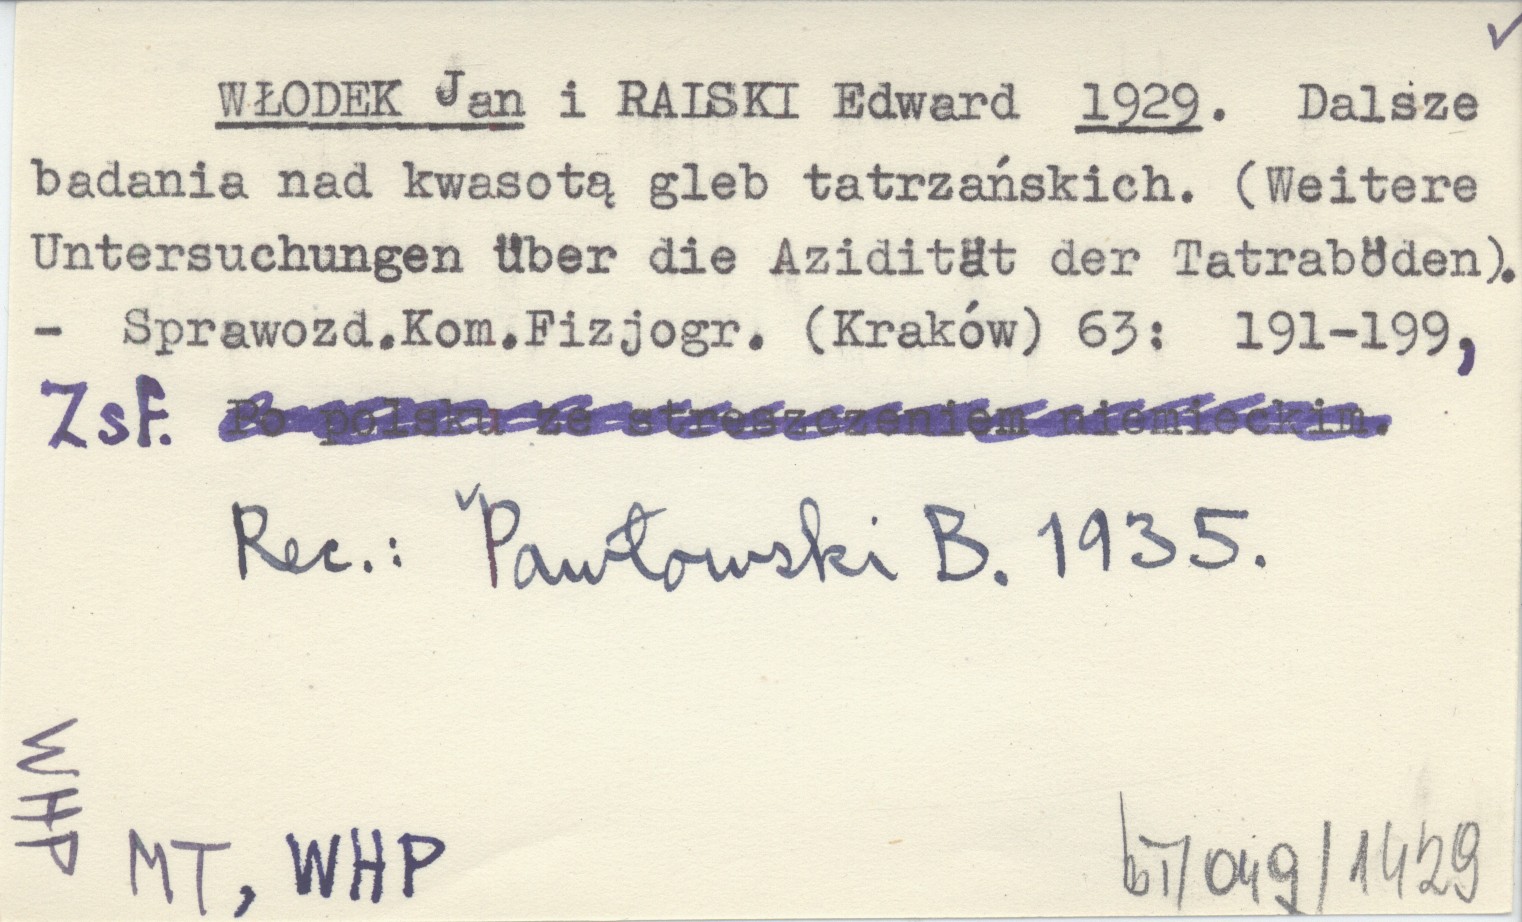 WŁODEK Jan i RAISKI Edward 1929. Dalsze
badania nad kwasotą gleb tatrzańskich. (Weitere
Untersuchungen über die Azidität der Tatraböden).
- Sprawozd.Kom.Fizjogr. (Kraków) 63: 191-199,
Zsf. Po polsku ze streszczeniem niemieckim.
Rec.: Pawłowski B. 1935.
WHP
MT, WHP
bT/049/1429